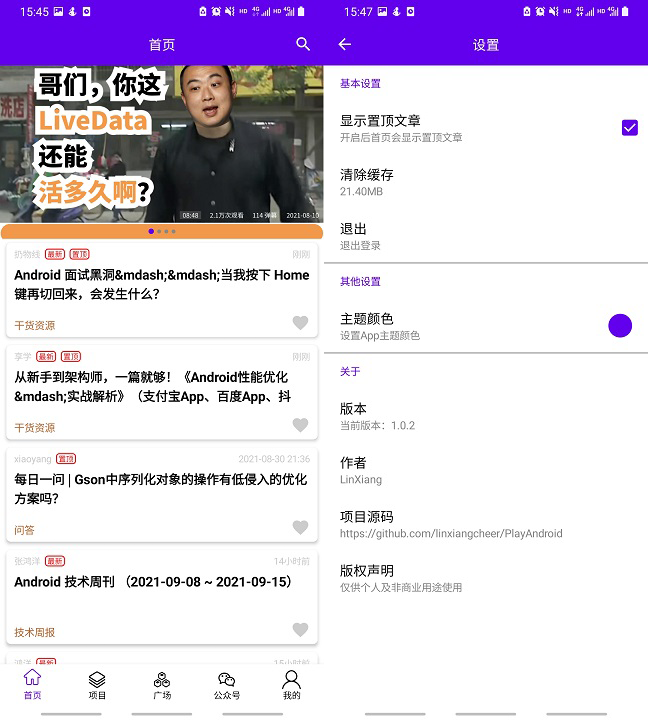 15:45
HD 4G HD 4G
首页
哥们，你这
LiveData
还能
活多久啊？
08:48 2.1万次观看 114 弹幕 2021-08-10
扔物线 最新 置顶 刚刚
Android 面试黑洞&mdash;&mdash;当我按下 Home
键再切回来，会发生什么？
干货资源
享学 最新 置顶 刚刚
从新手到架构师，一篇就够！《Android性能优化
&mdash;实战解析》（支付宝App、百度App、抖
干货资源
xiaoyang 置顶 2021-08-30 21:36
每日一问 | Gson中序列化对象的操作有低侵入的优化
方案吗?
问答
张鸿洋 最新 14小时前
Android 技术周刊 （2021-09-08 ~ 2021-09-15）
技术周报
鸿洋 最新 15小时前
首页 项目 广场 公众号 我的
15:47
HD 4G HD 4G
设置
基本设置
显示置顶文章
开启后首页会显示置顶文章
清除缓存
21.40MB
退出
退出登录
其他设置
主题颜色
设置App主题颜色
关于
版本
当前版本：1.0.2
作者
LinXiang
项目源码
https://github.com/linxiangcheer/PlayAndroid
版权声明
仅供个人及非商业用途使用